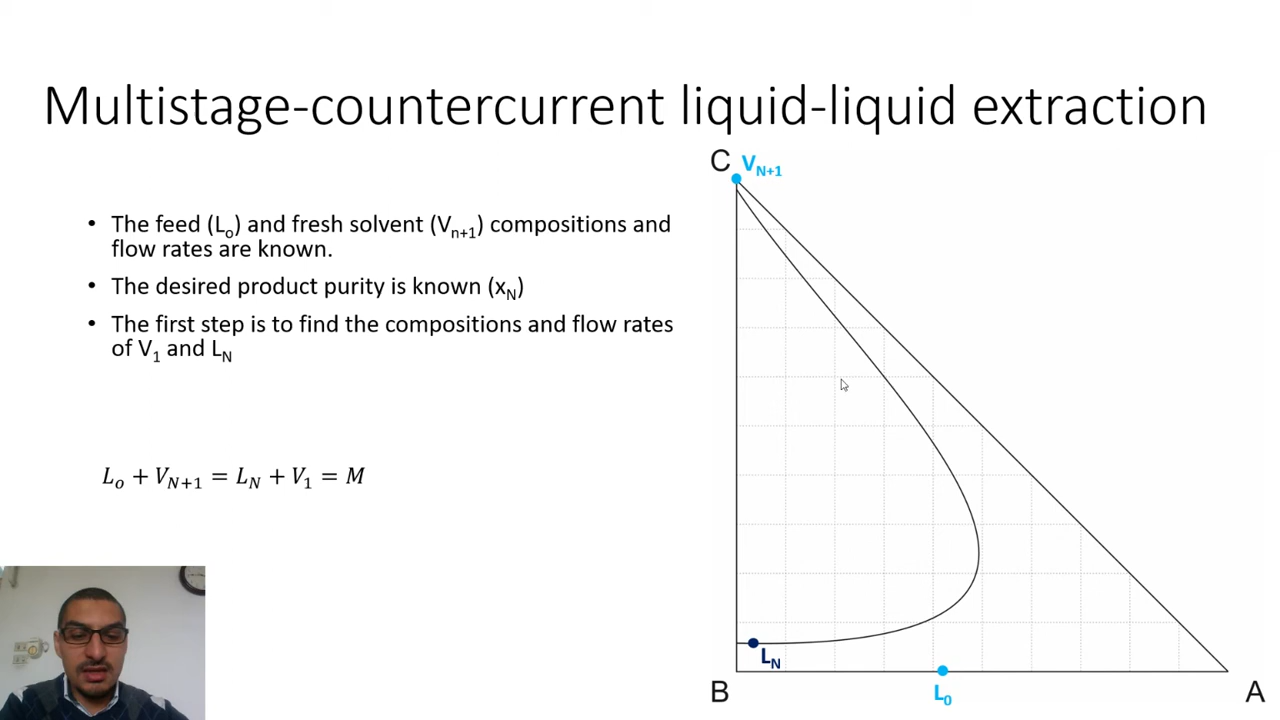 Multistage-countercurrent liquid-liquid extraction
• The feed (Lo) and fresh solvent (Vn+1) compositions and
flow rates are known.
• The desired product purity is known (xN)
• The first step is to find the compositions and flow rates
of V1 and LN
Lo + VN+1 = LN + V1 = M
C VN+1
LN
B L0 A